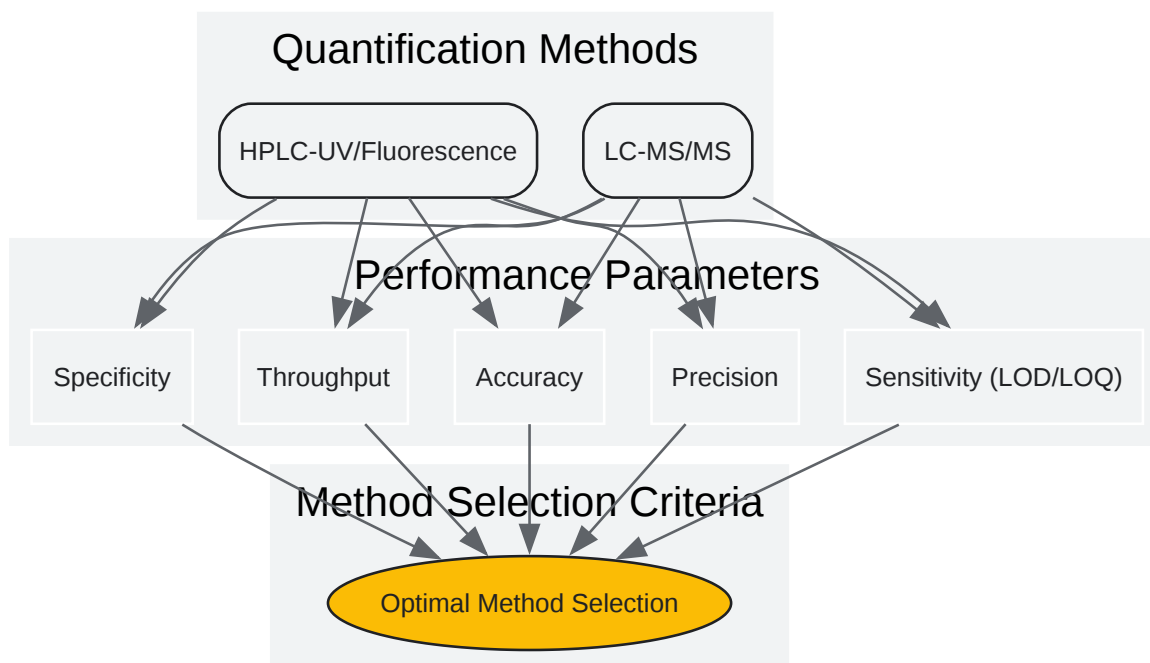 Quantification Methods
HPLC-UV/Fluorescence
LC-MS/MS
Performance Parameters
Specificity
Throughput
Accuracy
Precision
Sensitivity (LOD/LOQ)
Method Selection Criteria
Optimal Method Selection